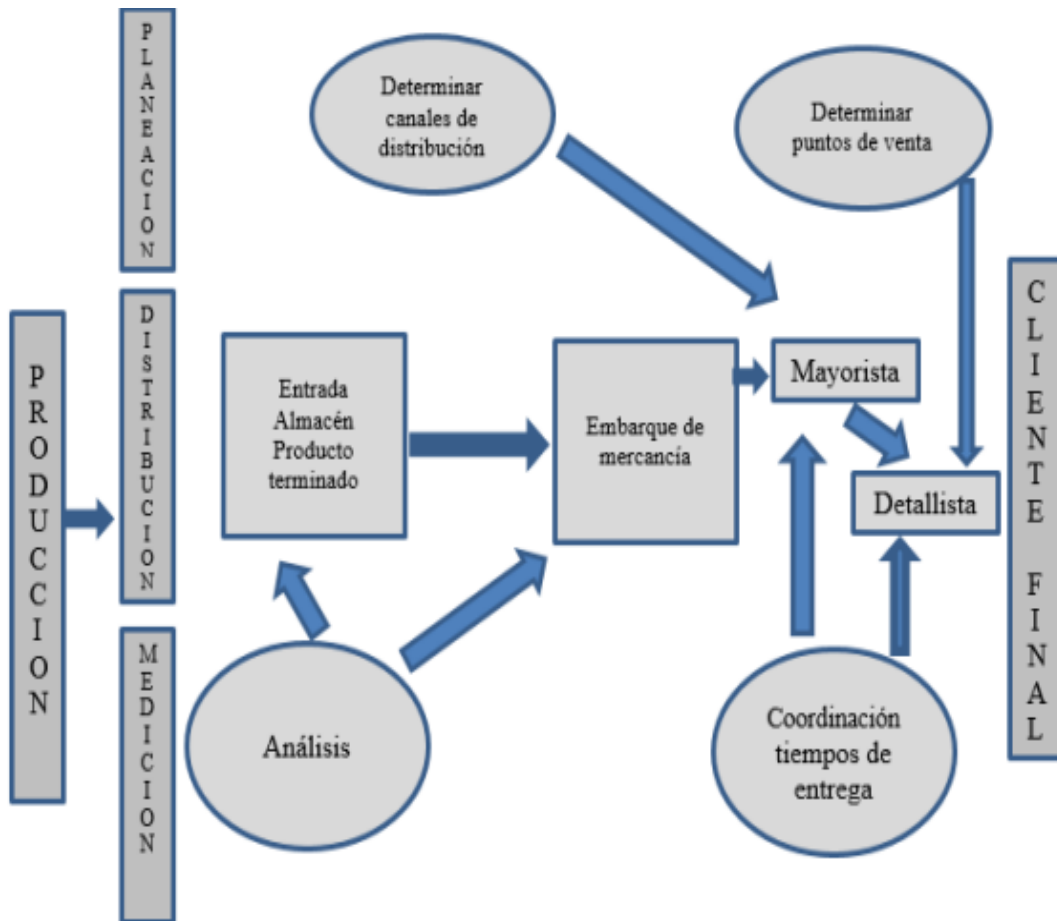 PLANEACION
Determinar
canales de
distribución
Determinar
puntos de venta
PRODUCCION
DISTRIBUCION
Entrada
Almacén
Producto
terminado
Embarque de
mercancía
Mayorista
Detallista
CLIENTE FINAL
MEDICION
Análisis
Coordinación
tiempos de
entrega